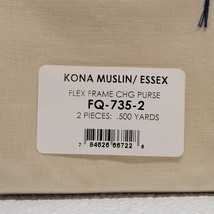 KONA MUSLIN/ ESSEX
FLEX FRAME CHG PURSE
FQ-735-2
2 PIECES: .500 YARDS
7 84626 66722 8